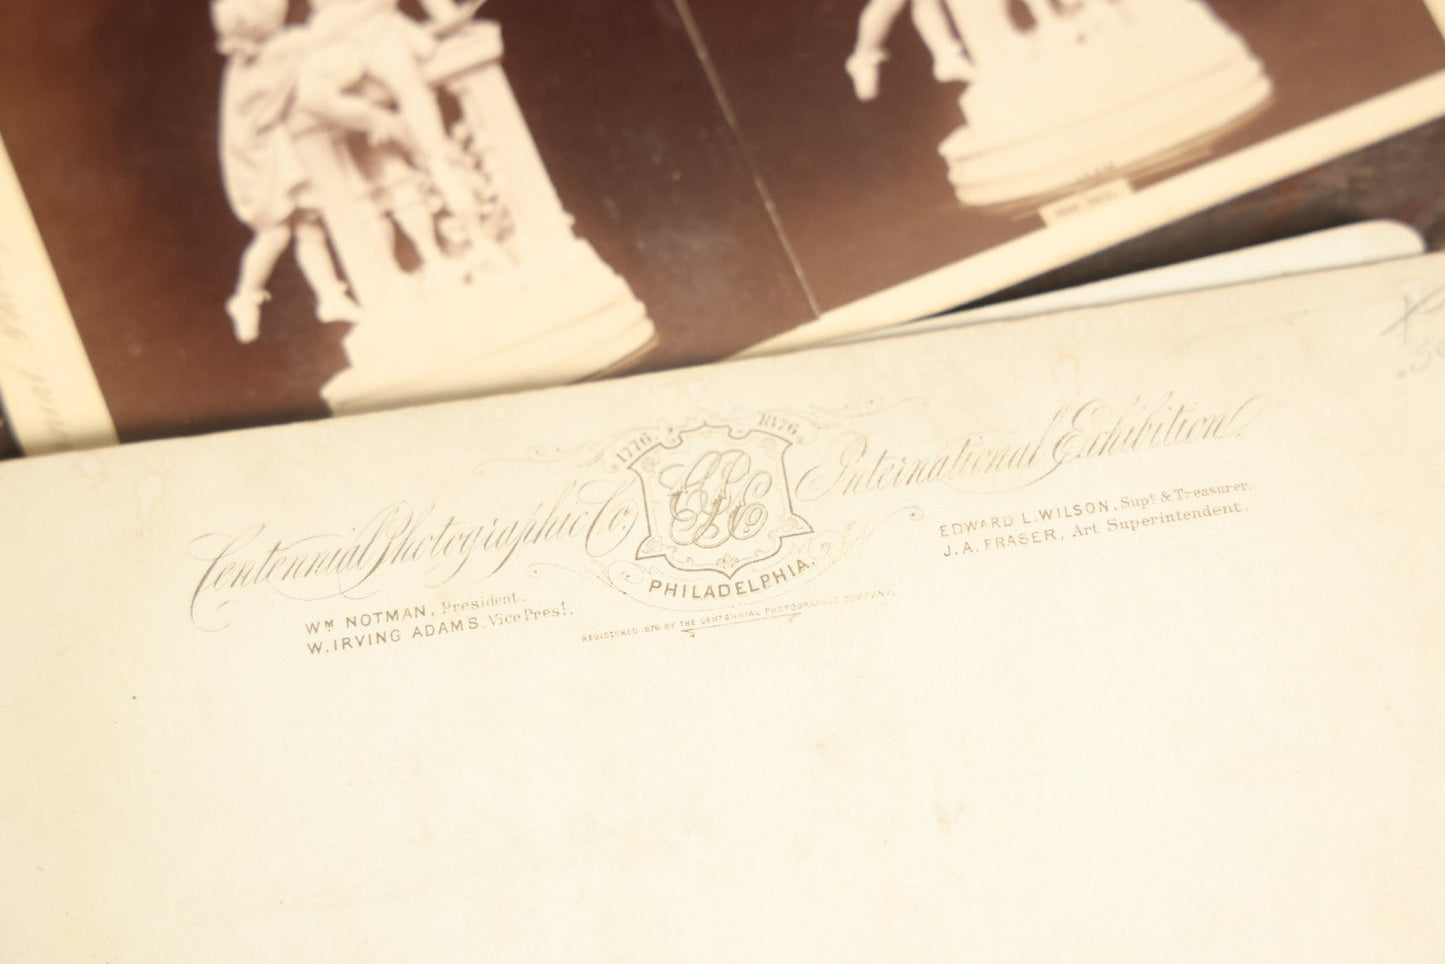 1776. 1876.
Centennial Photographic Co. International Exhibition.
CPCo
PHILADELPHIA.
WM NOTMAN, President.
W. IRVING ADAMS, Vice Prest.
EDWARD L. WILSON, Supt & Treasurer.
J. A. FRASER, Art Superintendent.
REGISTERED 1876 BY THE CENTENNIAL PHOTOGRAPHIC COMPANY.